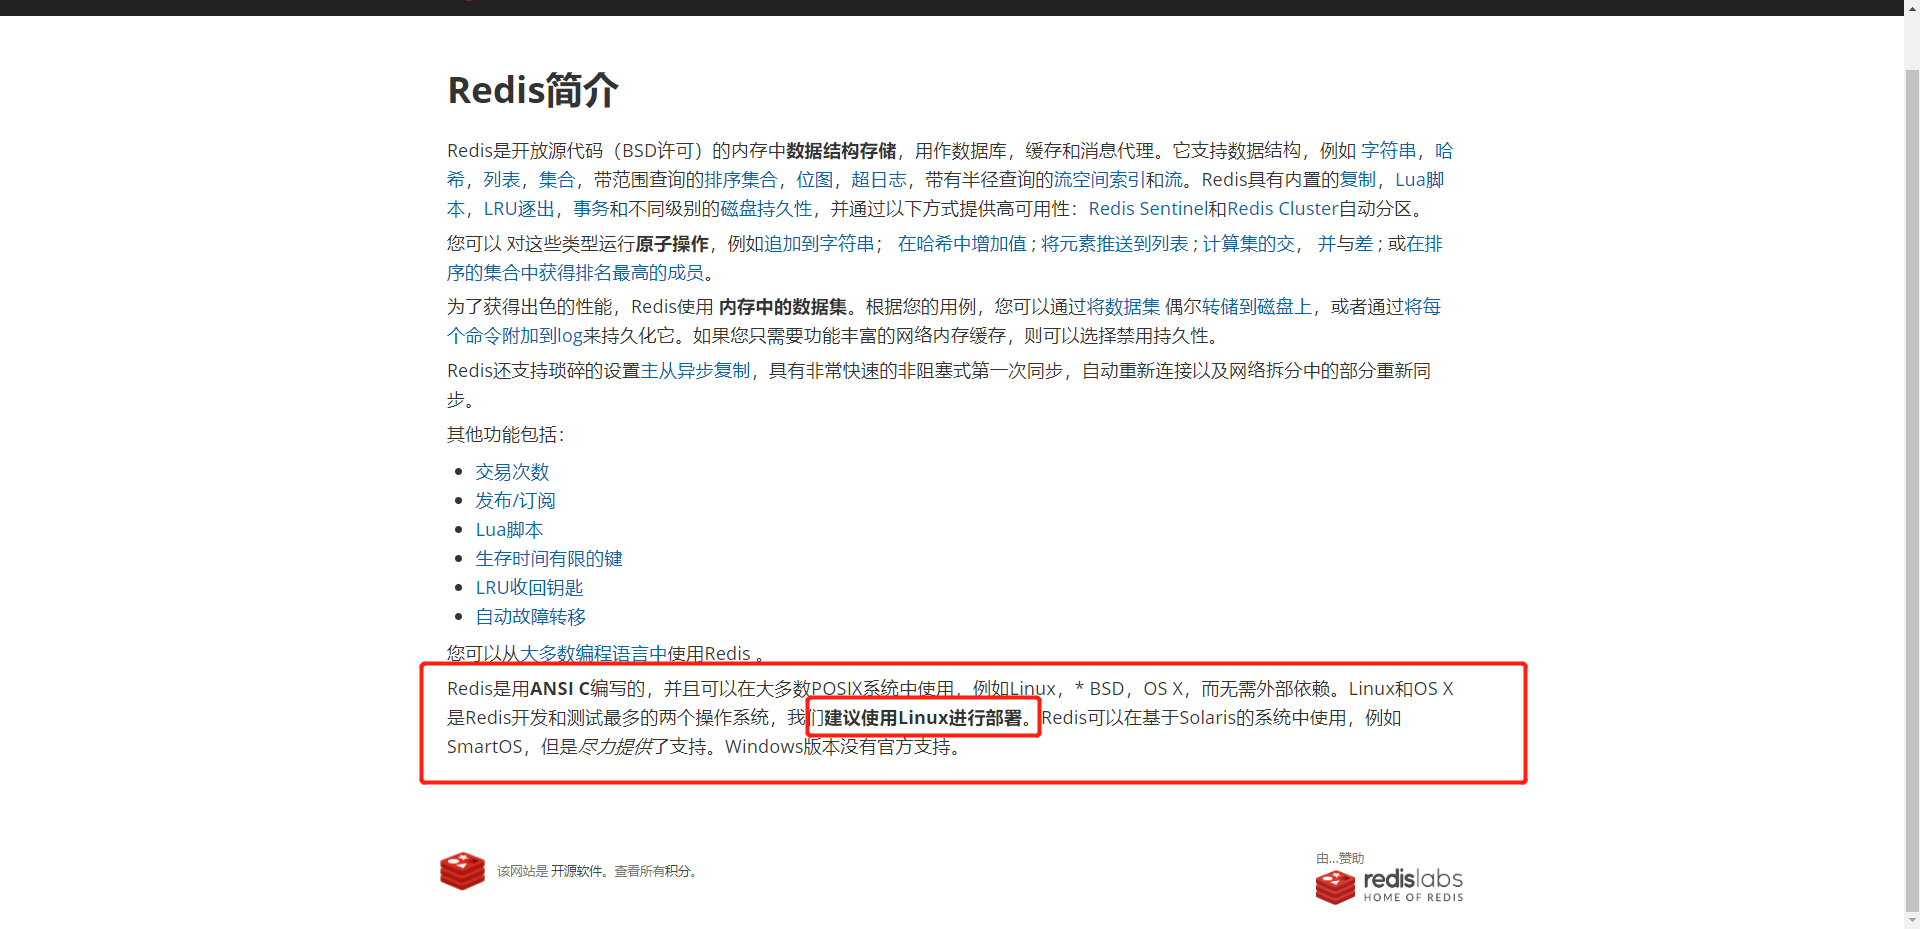 Redis简介
Redis是开放源代码（BSD许可）的内存中数据结构存储，用作数据库，缓存和消息代理。它支持数据结构，例如 字符串，哈
希，列表，集合，带范围查询的排序集合，位图，超日志，带有半径查询的流空间索引和流。Redis具有内置的复制，Lua脚
本，LRU逐出，事务和不同级别的磁盘持久性，并通过以下方式提供高可用性：Redis Sentinel和Redis Cluster自动分区。
您可以 对这些类型运行原子操作，例如追加到字符串； 在哈希中增加值 ; 将元素推送到列表 ; 计算集的交， 并与差 ; 或在排
序的集合中获得排名最高的成员。
为了获得出色的性能，Redis使用 内存中的数据集。根据您的用例，您可以通过将数据集 偶尔转储到磁盘上，或者通过将每
个命令附加到log来持久化它。如果您只需要功能丰富的网络内存缓存，则可以选择禁用持久性。
Redis还支持琐碎的设置主从异步复制，具有非常快速的非阻塞式第一次同步，自动重新连接以及网络拆分中的部分重新同
步。
其他功能包括：
交易次数
发布/订阅
Lua脚本
生存时间有限的键
LRU收回钥匙
自动故障转移
您可以从大多数编程语言中使用Redis 。
Redis是用ANSI C编写的，并且可以在大多数POSIX系统中使用，例如Linux，* BSD，OS X，而无需外部依赖。Linux和OS X
是Redis开发和测试最多的两个操作系统，我们建议使用Linux进行部署。Redis可以在基于Solaris的系统中使用，例如
SmartOS，但是尽力提供了支持。Windows版本没有官方支持。
该网站是 开源软件。查看所有积分。
由...赞助
redislabs
HOME OF REDIS